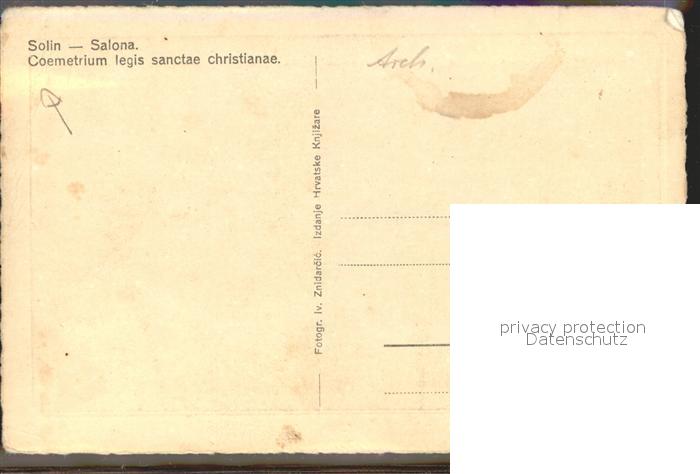 Solin — Salona.
Coemetrium legis sanctae christianae.
Arch.
Fotogr. Iv. Znidarčić. Izdanje Hrvatske Knjižare
privacy protection
Datenschutz